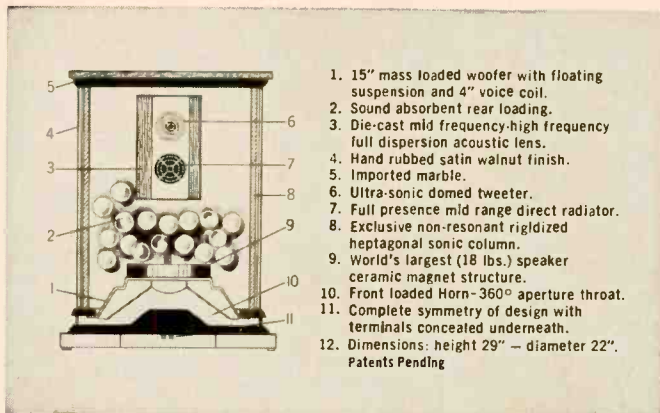 1. 15" mass loaded woofer with floating
suspension and 4" voice coil.
2. Sound absorbent rear loading.
3. Die-cast mid frequency-high frequency
full dispersion acoustic lens.
4. Hand rubbed satin walnut finish.
5. Imported marble.
6. Ultra-sonic domed tweeter.
7. Full presence mid range direct radiator.
8. Exclusive non-resonant rigidized
heptagonal sonic column.
9. World's largest (18 lbs.) speaker
ceramic magnet structure.
10. Front loaded Horn-360° aperture throat.
11. Complete symmetry of design with
terminals concealed underneath.
12. Dimensions: height 29" — diameter 22".
Patents Pending
5
4
6
3
7
8
2
9
10
1
11